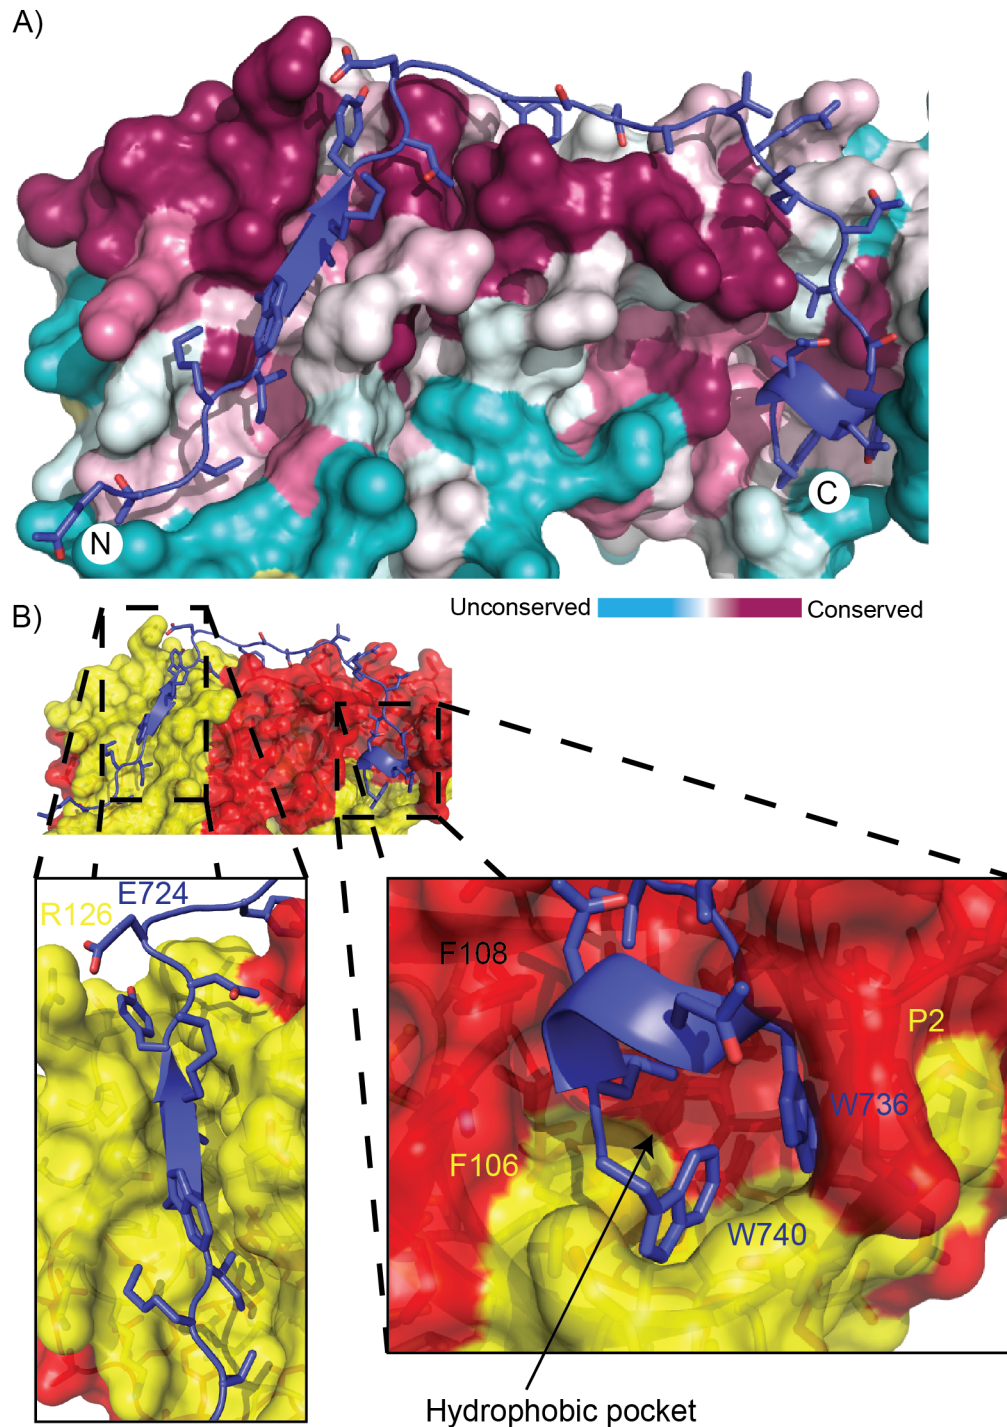 A)
N
C
Unconserved Conserved
B)
E724
R126
F108
P2
W736
F106
W740
Hydrophobic pocket